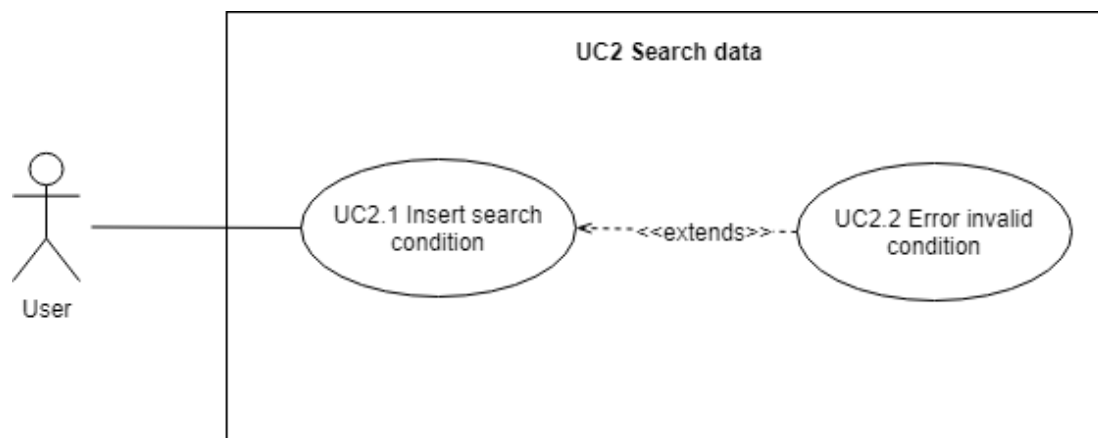 UC2 Search data
UC2.1 Insert search
condition
<<extends>>
UC2.2 Error invalid
condition
User